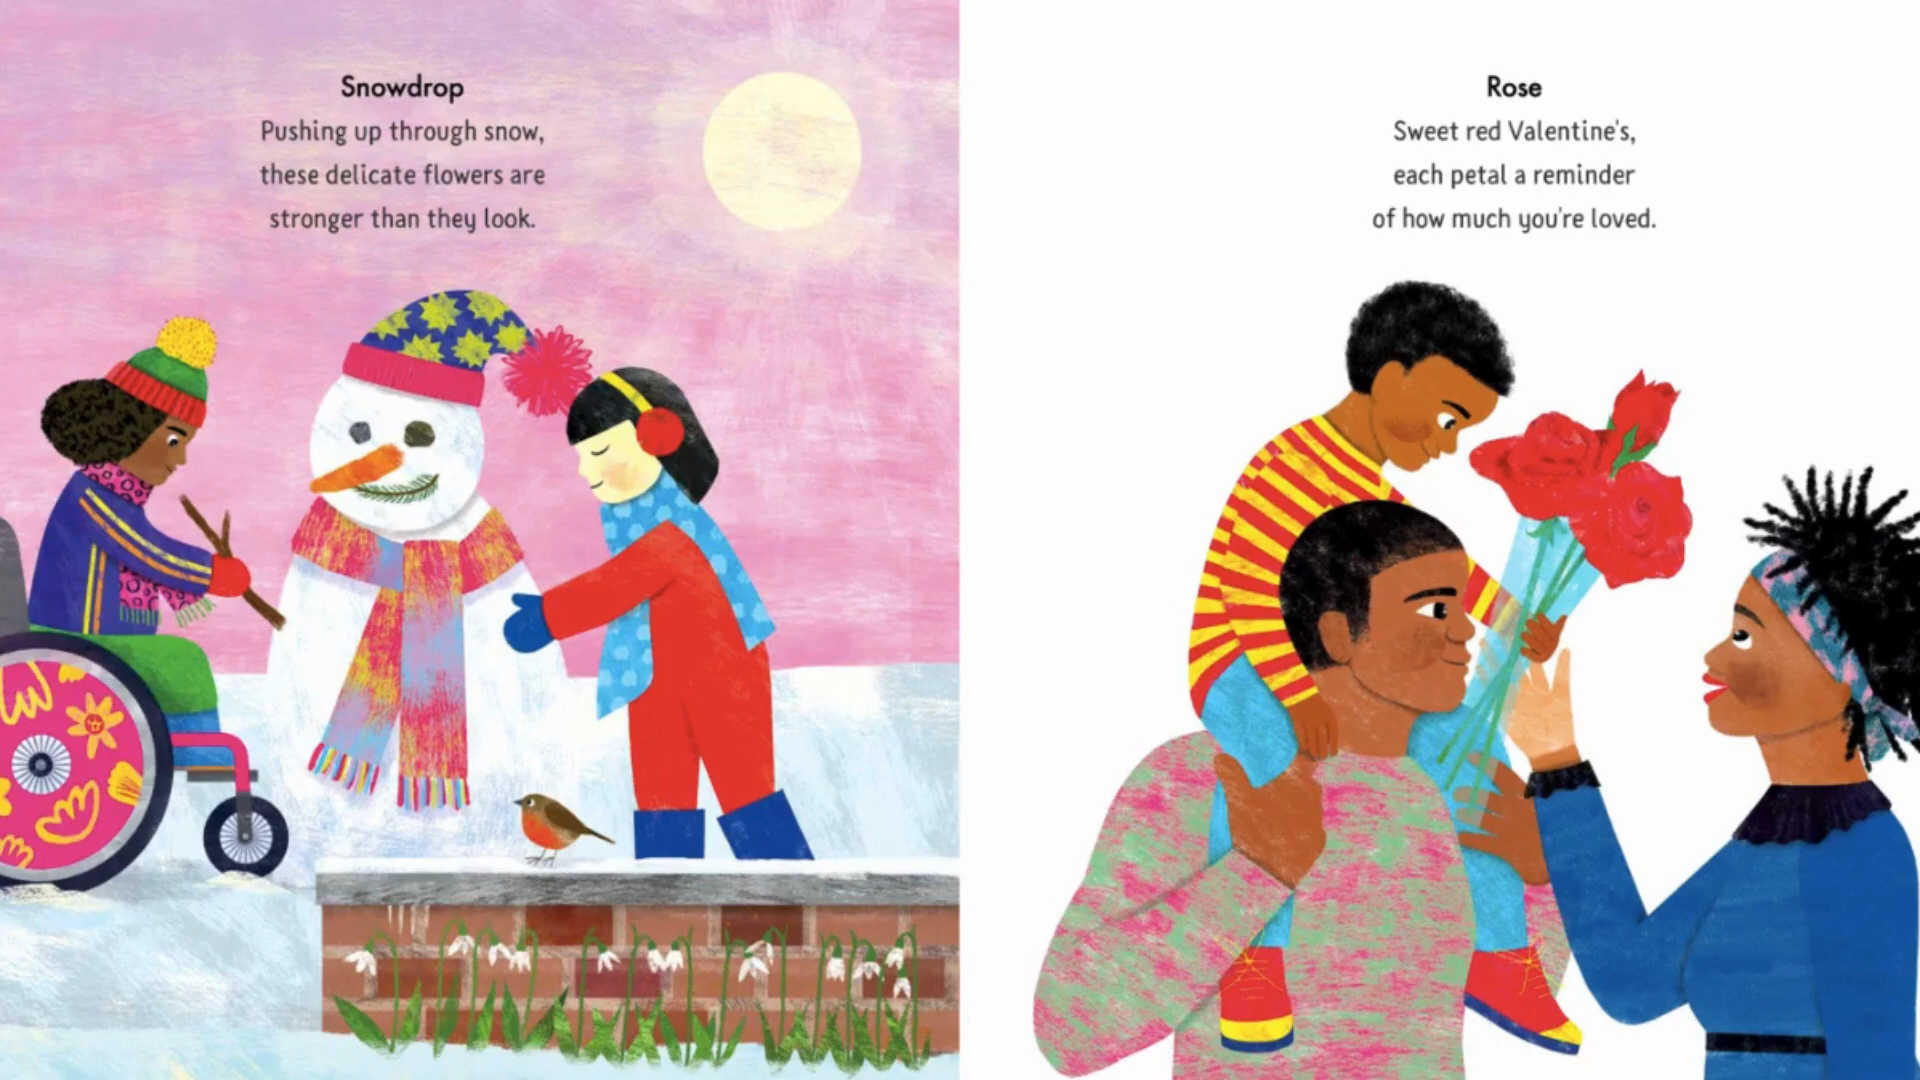 Snowdrop
Pushing up through snow,
these delicate flowers are
stronger than they look.
Rose
Sweet red Valentine's,
each petal a reminder
of how much you're loved.